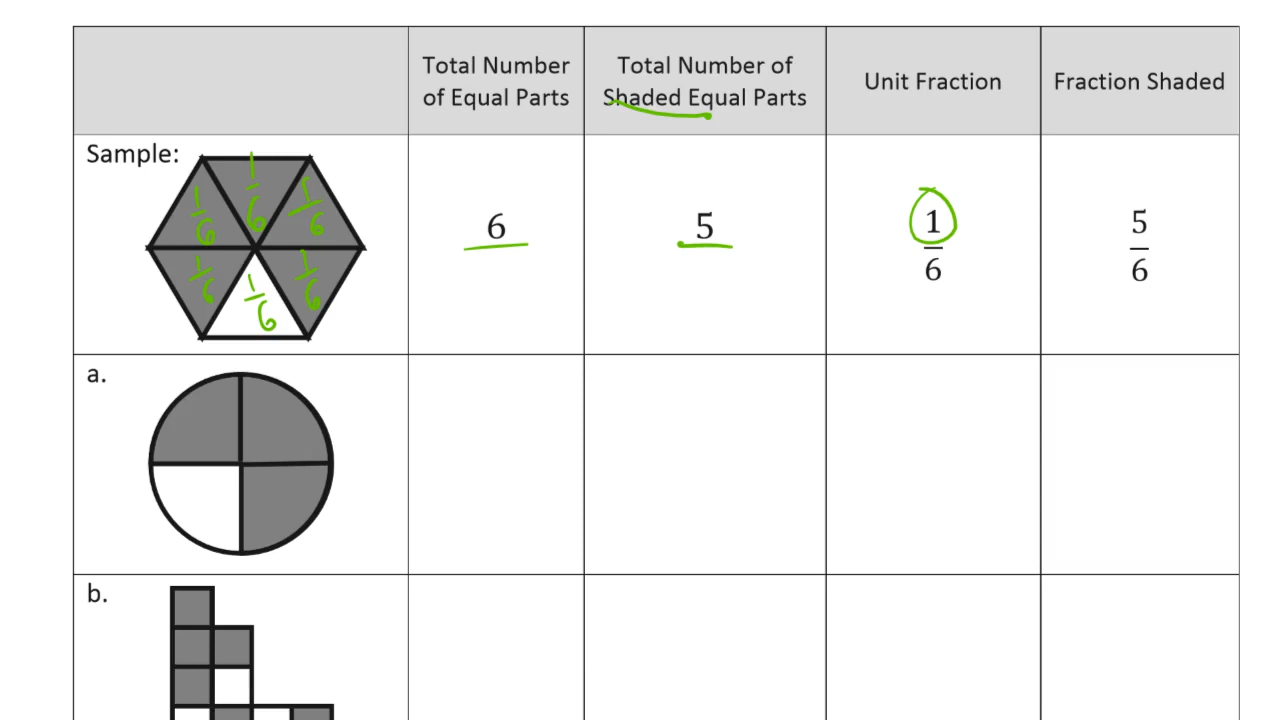 Total Number
of Equal Parts
Total Number of
Shaded Equal Parts
Unit Fraction
Fraction Shaded
Sample:
1/6
1/6
1/6
1/6
1/6
1/6
6
5
1/6
5/6
a.
b.